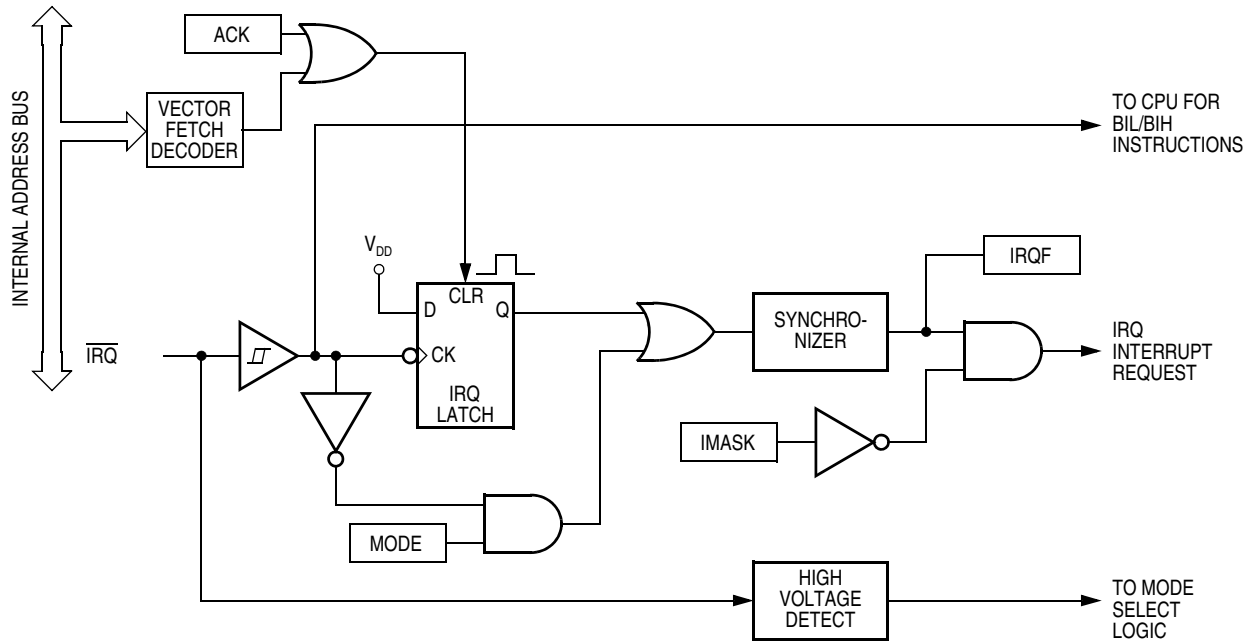 INTERNAL ADDRESS BUS
ACK
VECTOR
FETCH
DECODER
TO CPU FOR
BIL/BIH
INSTRUCTIONS
VDD
CLR
D
Q
CK
IRQ
LATCH
IRQ
SYNCHRO-
NIZER
IRQF
IRQ
INTERRUPT
REQUEST
IMASK
MODE
HIGH
VOLTAGE
DETECT
TO MODE
SELECT
LOGIC